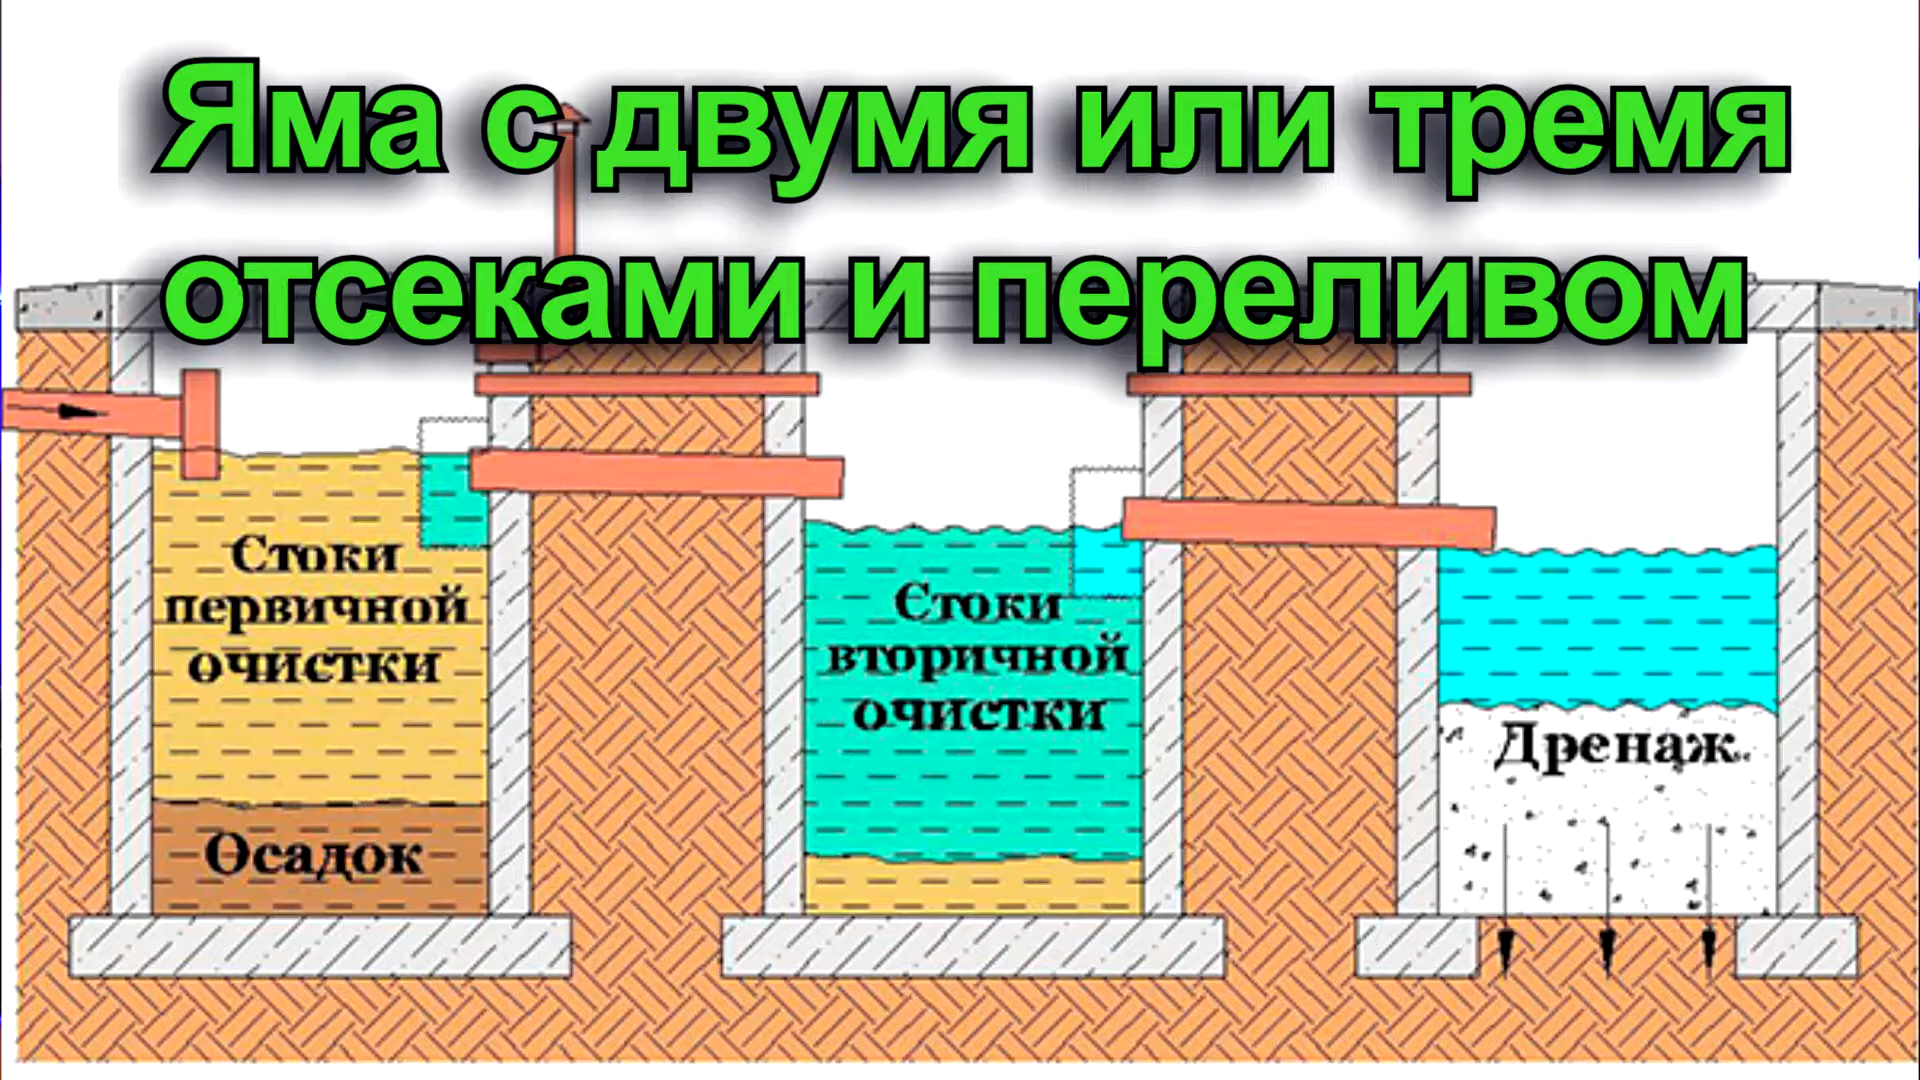 Яма с двумя или тремя
отсеками и переливом
Стоки
первичной
очистки
Осадок
Стоки
вторичной
очистки
Дренаж